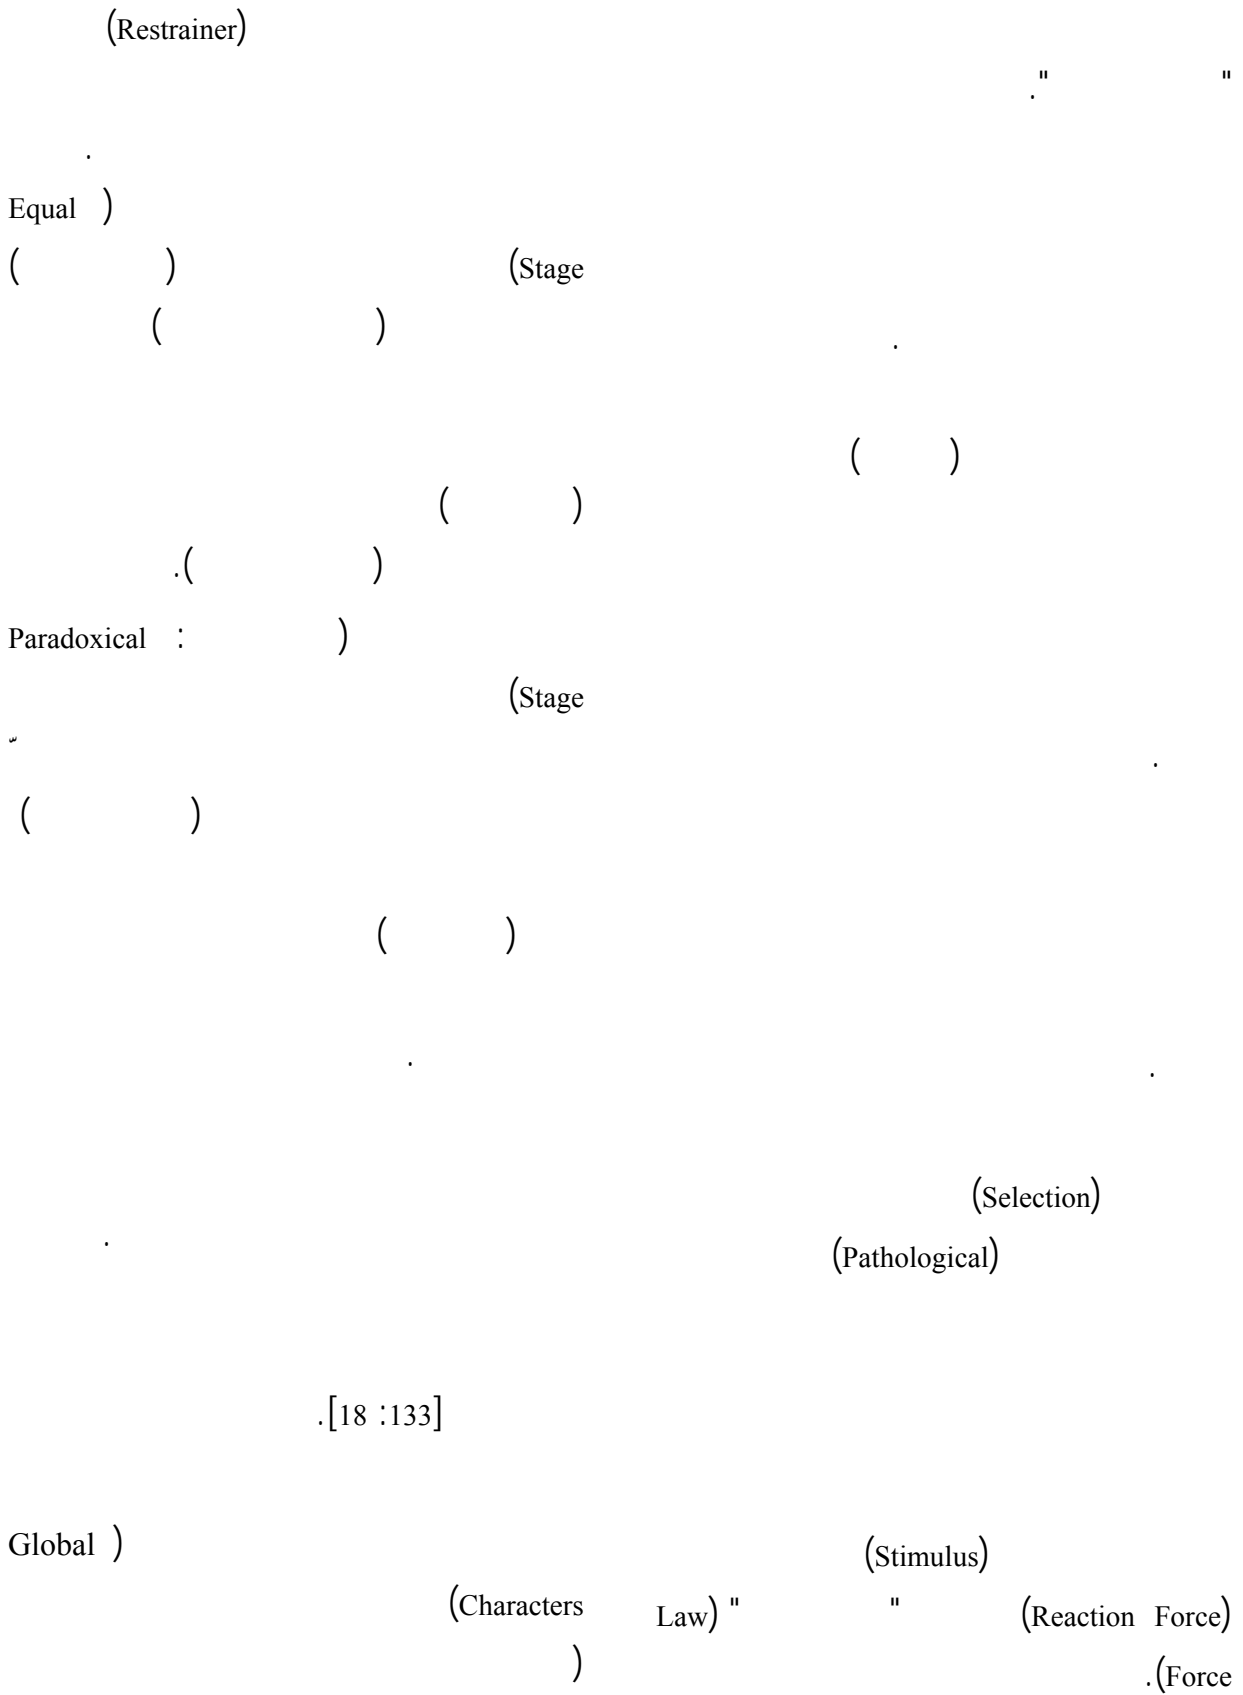 " ".
.
( )
.
.
(Selection)
(Pathological)
(Stimulus)
(Reaction Force) " " (Law
Force).
(Restrainer)
.
( Equal
Stage) ( )
( )
( )
( ).
( : Paradoxical
Stage)
( )
( )
.
.
[133: 18].
( Global
Characters)
(